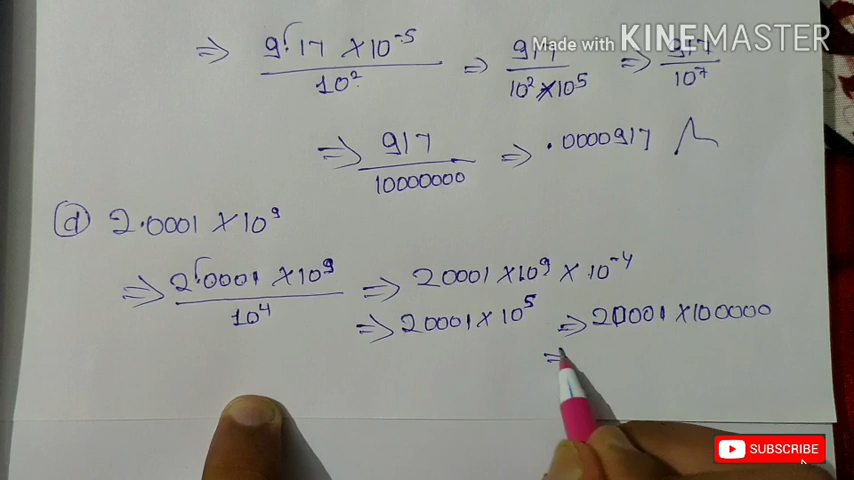 ⇒ 9.17 × 10⁻⁵ / 10² ⇒ 917 / 10² × 10⁵ ⇒ 917 / 10⁷
Made with KINEMASTER
⇒ 917 / 10000000 ⇒ .0000917
(d) 2.0001 × 10⁹
⇒ 2.0001 × 10⁹ / 10⁴ ⇒ 20001 × 10⁹ × 10⁻⁴
⇒ 20001 × 10⁵ ⇒ 20001 × 100000
⇒
SUBSCRIBE